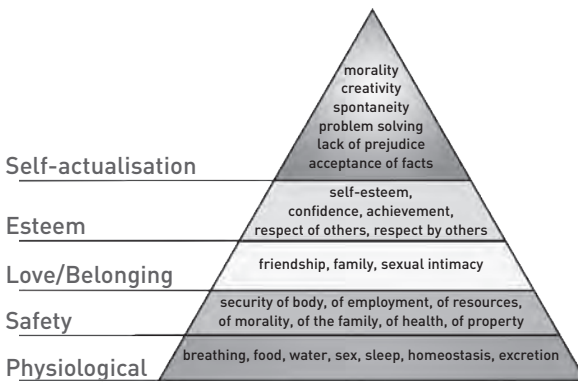 morality
creativity
spontaneity
problem solving
lack of prejudice
acceptance of facts
Self-actualisation
self-esteem,
confidence, achievement,
respect of others, respect by others
Esteem
friendship, family, sexual intimacy
Love/Belonging
security of body, of employment, of resources,
of morality, of the family, of health, of property
Safety
breathing, food, water, sex, sleep, homeostasis, excretion
Physiological